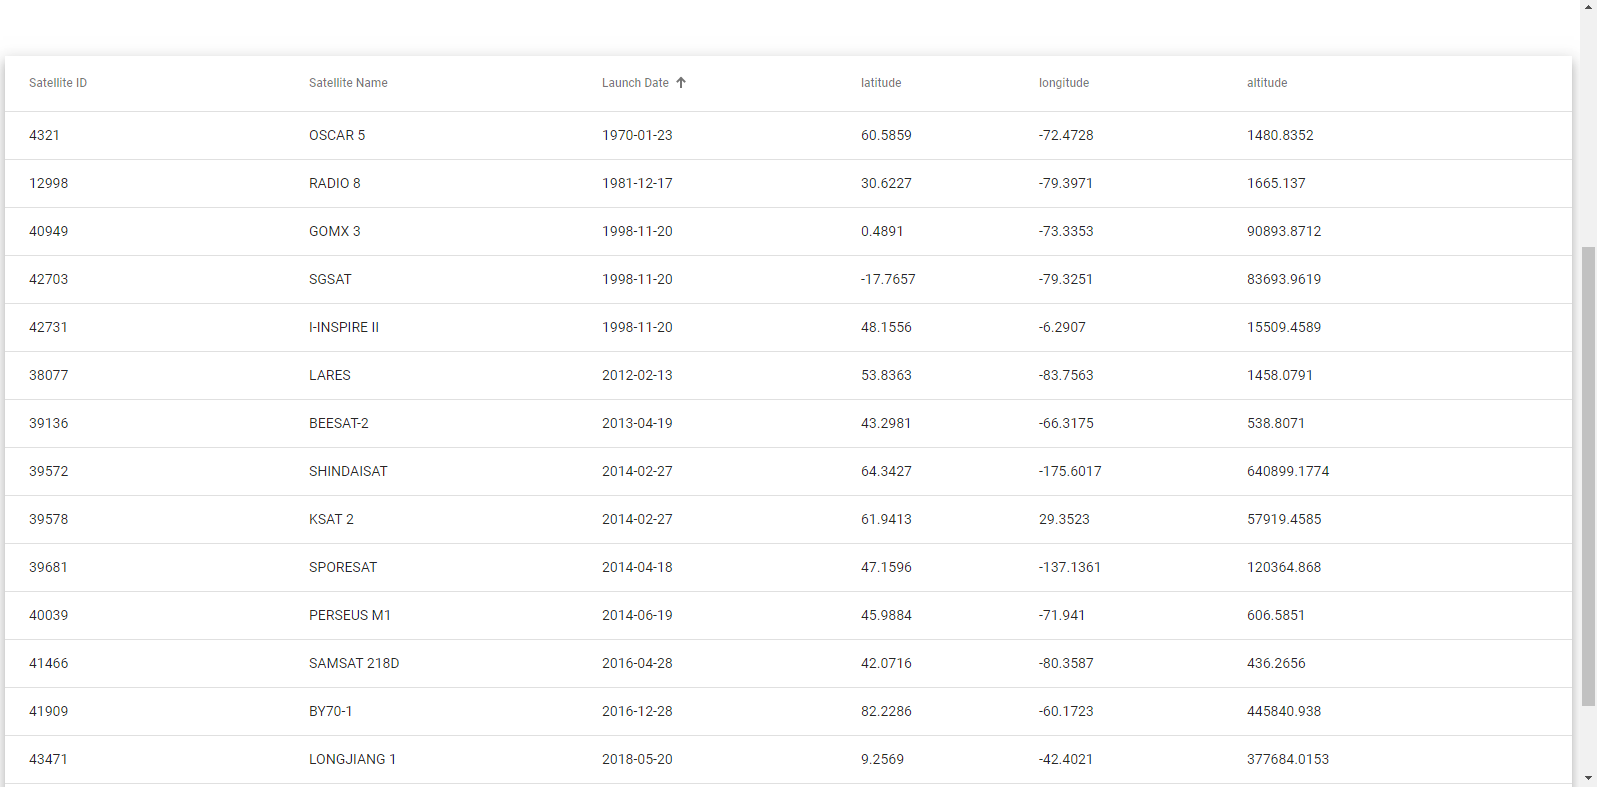 Satellite ID Satellite Name Launch Date latitude longitude altitude
4321 OSCAR 5 1970-01-23 60.5859 -72.4728 1480.8352
12998 RADIO 8 1981-12-17 30.6227 -79.3971 1665.137
40949 GOMX 3 1998-11-20 0.4891 -73.3353 90893.8712
42703 SGSAT 1998-11-20 -17.7657 -79.3251 83693.9619
42731 I-INSPIRE II 1998-11-20 48.1556 -6.2907 15509.4589
38077 LARES 2012-02-13 53.8363 -83.7563 1458.0791
39136 BEESAT-2 2013-04-19 43.2981 -66.3175 538.8071
39572 SHINDAISAT 2014-02-27 64.3427 -175.6017 640899.1774
39578 KSAT 2 2014-02-27 61.9413 29.3523 57919.4585
39681 SPORESAT 2014-04-18 47.1596 -137.1361 120364.868
40039 PERSEUS M1 2014-06-19 45.9884 -71.941 606.5851
41466 SAMSAT 218D 2016-04-28 42.0716 -80.3587 436.2656
41909 BY70-1 2016-12-28 82.2286 -60.1723 445840.938
43471 LONGJIANG 1 2018-05-20 9.2569 -42.4021 377684.0153